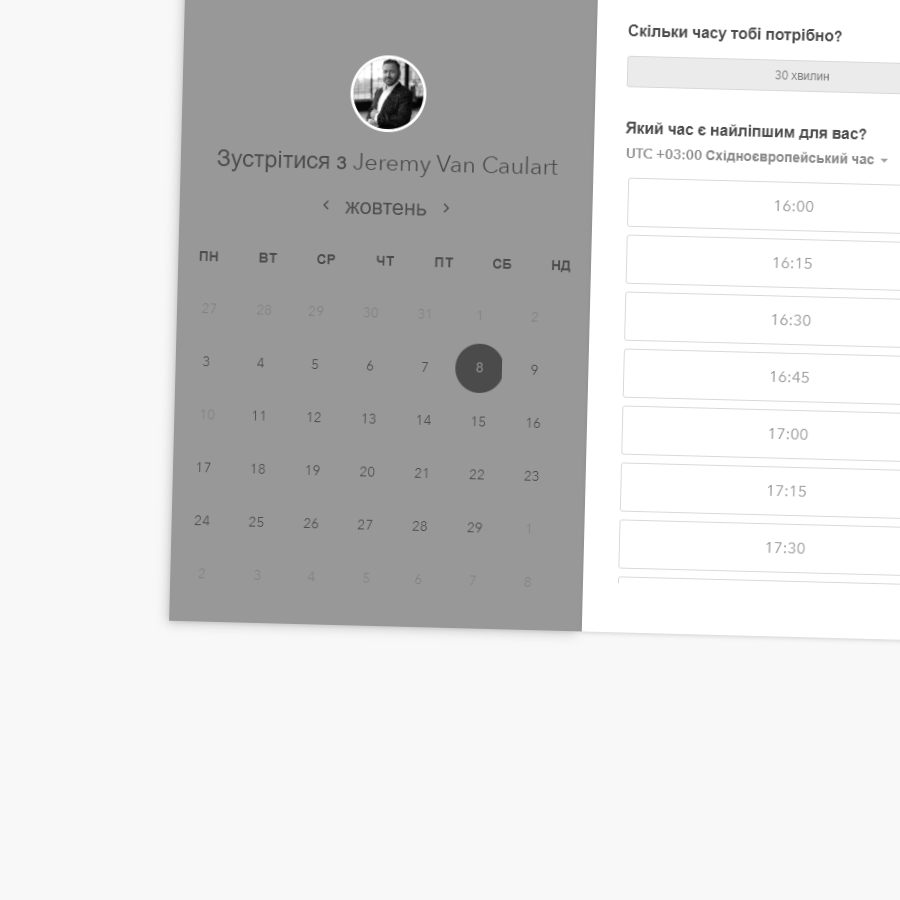 Зустрітися з Jeremy Van Caulart
жовтень
ПН ВТ СР ЧТ ПТ СБ НД
27 28 29 30 31 1 2
3 4 5 6 7 8 9
10 11 12 13 14 15 16
17 18 19 20 21 22 23
24 25 26 27 28 29 1
2 3 4 5 6 7 8
Скільки часу тобі потрібно?
30 хвилин
Який час є найліпшим для вас?
UTC +03:00 Східноєвропейський час
16:00
16:15
16:30
16:45
17:00
17:15
17:30